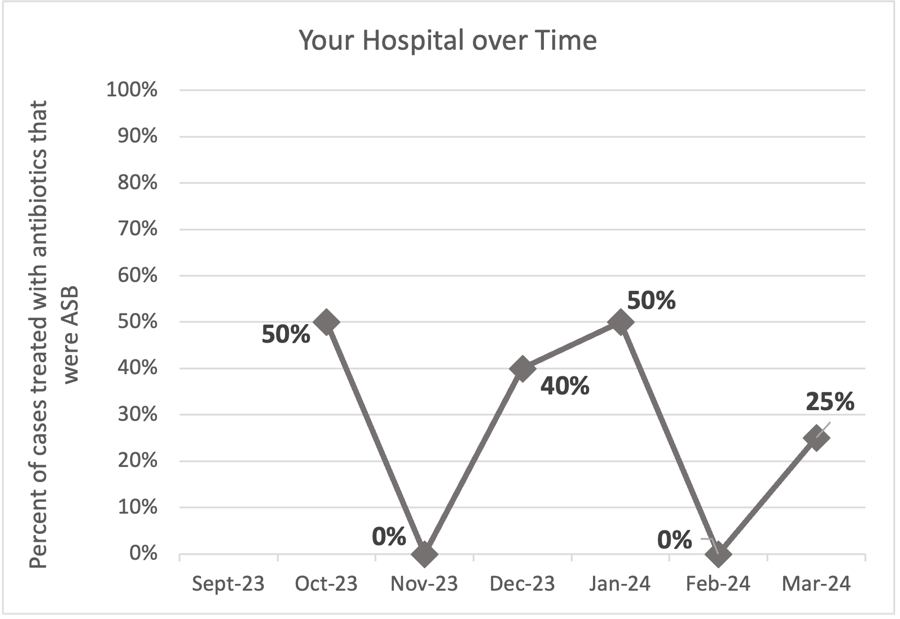 Your Hospital over Time
Percent of cases treated with antibiotics that
were ASB
100%
90%
80%
70%
60%
50%
40%
30%
20%
10%
0%
50%
0%
40%
50%
0%
25%
Sept-23
Oct-23
Nov-23
Dec-23
Jan-24
Feb-24
Mar-24